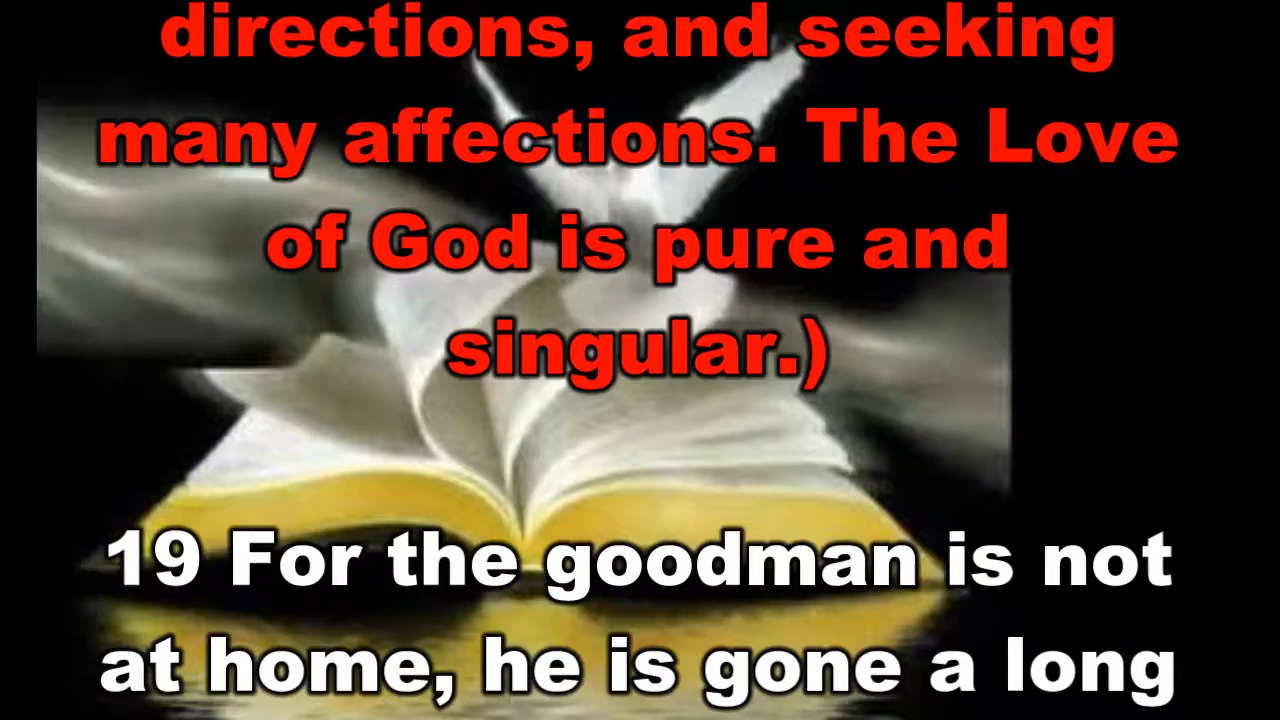 directions, and seeking
many affections. The Love
of God is pure and
singular.)
19 For the goodman is not
at home, he is gone a long